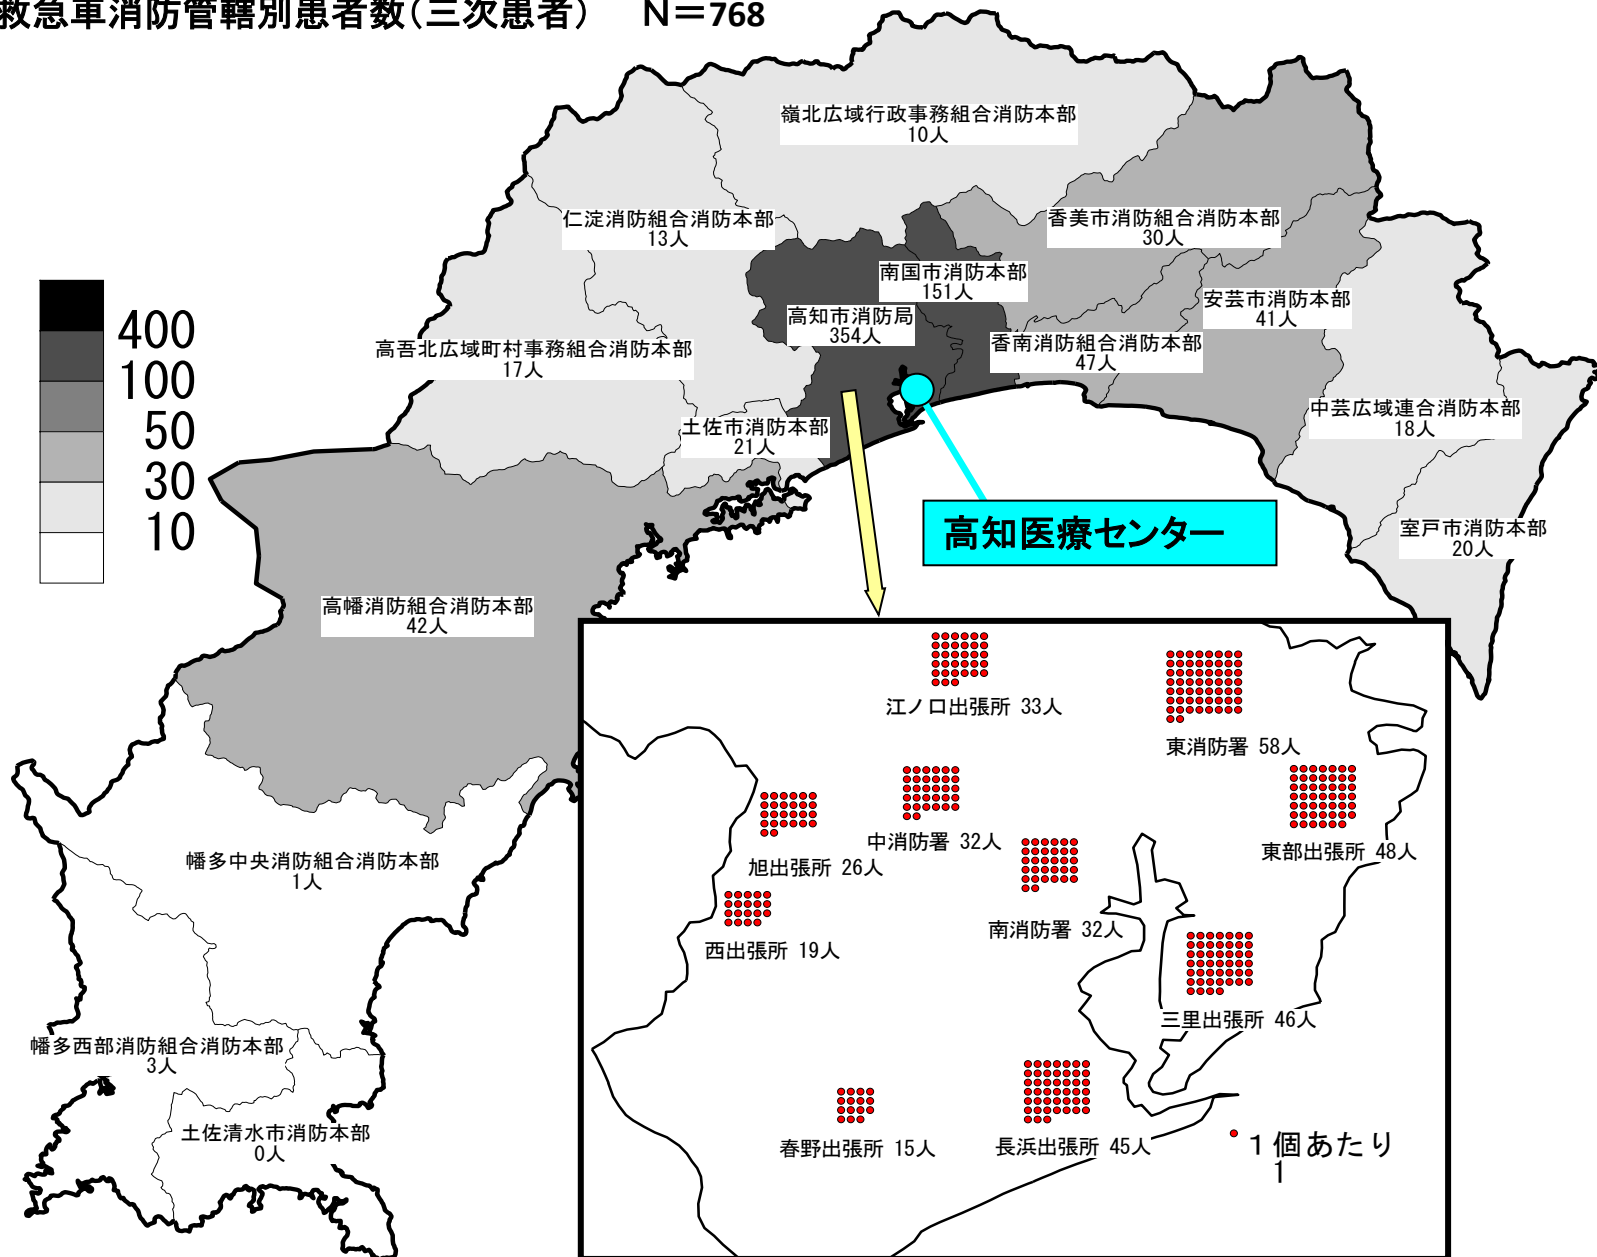 救急車消防管轄別患者数(三次患者) N=768
嶺北広域行政事務組合消防本部
10人
仁淀消防組合消防本部
13人
香美市消防組合消防本部
30人
南国市消防本部
151人
安芸市消防本部
41人
高知市消防局
354人
香南消防組合消防本部
47人
高吾北広域町村事務組合消防本部
17人
中芸広域連合消防本部
18人
土佐市消防本部
21人
室戸市消防本部
20人
400
100
50
30
10
高知医療センター
高幡消防組合消防本部
42人
幡多中央消防組合消防本部
1人
幡多西部消防組合消防本部
3人
土佐清水市消防本部
0人
江ノ口出張所 33人
東消防署 58人
中消防署 32人
東部出張所 48人
旭出張所 26人
南消防署 32人
西出張所 19人
三里出張所 46人
春野出張所 15人
長浜出張所 45人
1個あたり
1